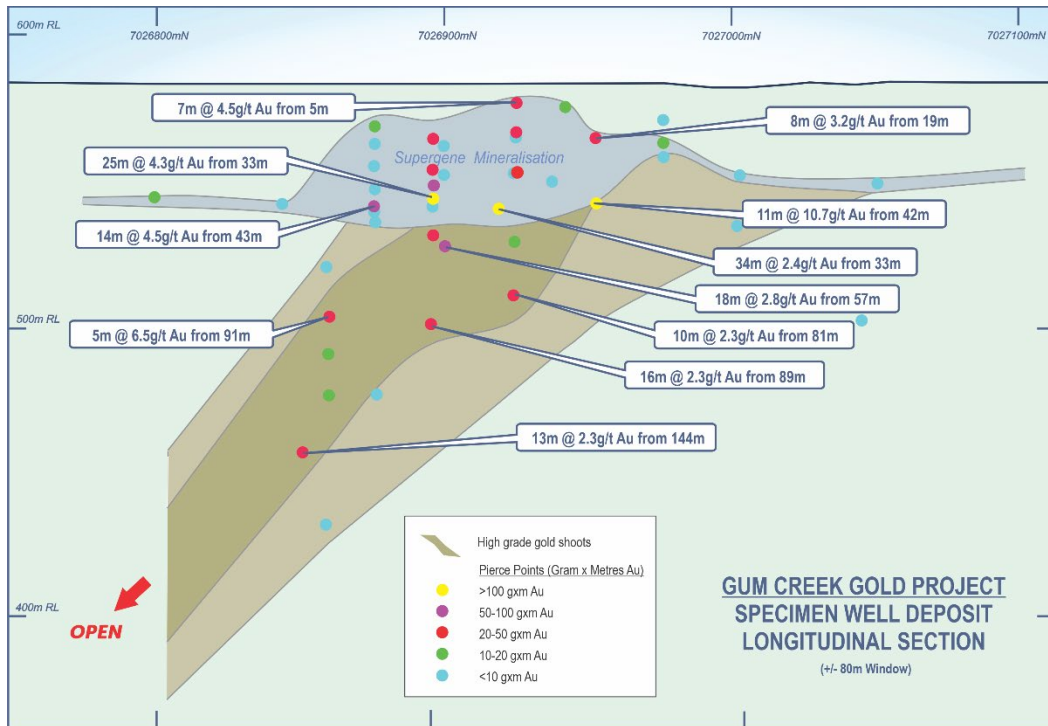 600m RL
7026800mN
7026900mN
7027000mN
7027100mN
7m @ 4.5g/t Au from 5m
8m @ 3.2g/t Au from 19m
25m @ 4.3g/t Au from 33m
Supergene Mineralisation
14m @ 4.5g/t Au from 43m
11m @ 10.7g/t Au from 42m
34m @ 2.4g/t Au from 33m
18m @ 2.8g/t Au from 57m
500m RL
5m @ 6.5g/t Au from 91m
10m @ 2.3g/t Au from 81m
16m @ 2.3g/t Au from 89m
13m @ 2.3g/t Au from 144m
High grade gold shoots
Pierce Points (Gram x Metres Au)
>100 gxm Au
50-100 gxm Au
20-50 gxm Au
10-20 gxm Au
<10 gxm Au
400m RL
OPEN
GUM CREEK GOLD PROJECT
SPECIMEN WELL DEPOSIT
LONGITUDINAL SECTION
(+/- 80m Window)